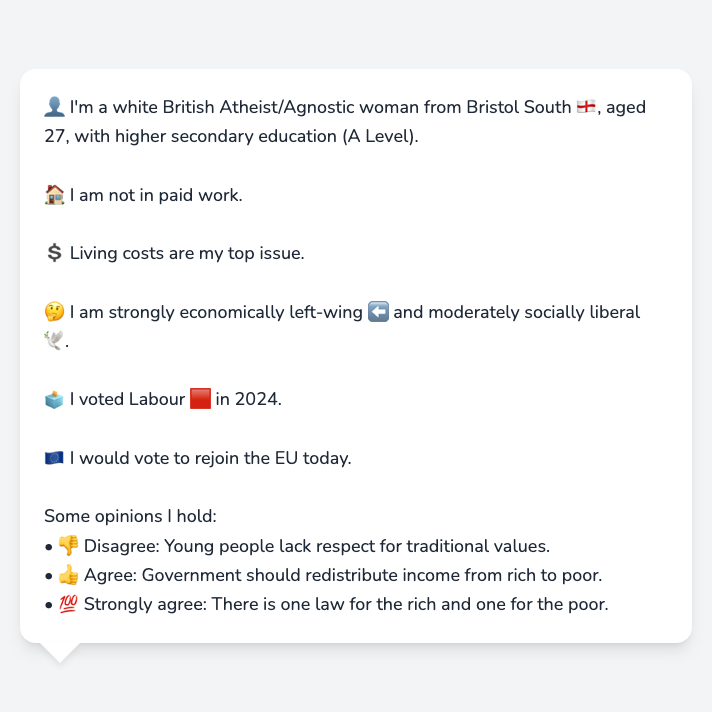 👤 I'm a white British Atheist/Agnostic woman from Bristol South 🏴󠁧󠁢󠁥󠁮󠁧󠁿, aged
27, with higher secondary education (A Level).
🏠 I am not in paid work.
💲 Living costs are my top issue.
🤔 I am strongly economically left-wing ⬅️ and moderately socially liberal
🕊️.
🗳️ I voted Labour 🟥 in 2024.
🇪🇺 I would vote to rejoin the EU today.
Some opinions I hold:
• 👎 Disagree: Young people lack respect for traditional values.
• 👍 Agree: Government should redistribute income from rich to poor.
• 💯 Strongly agree: There is one law for the rich and one for the poor.